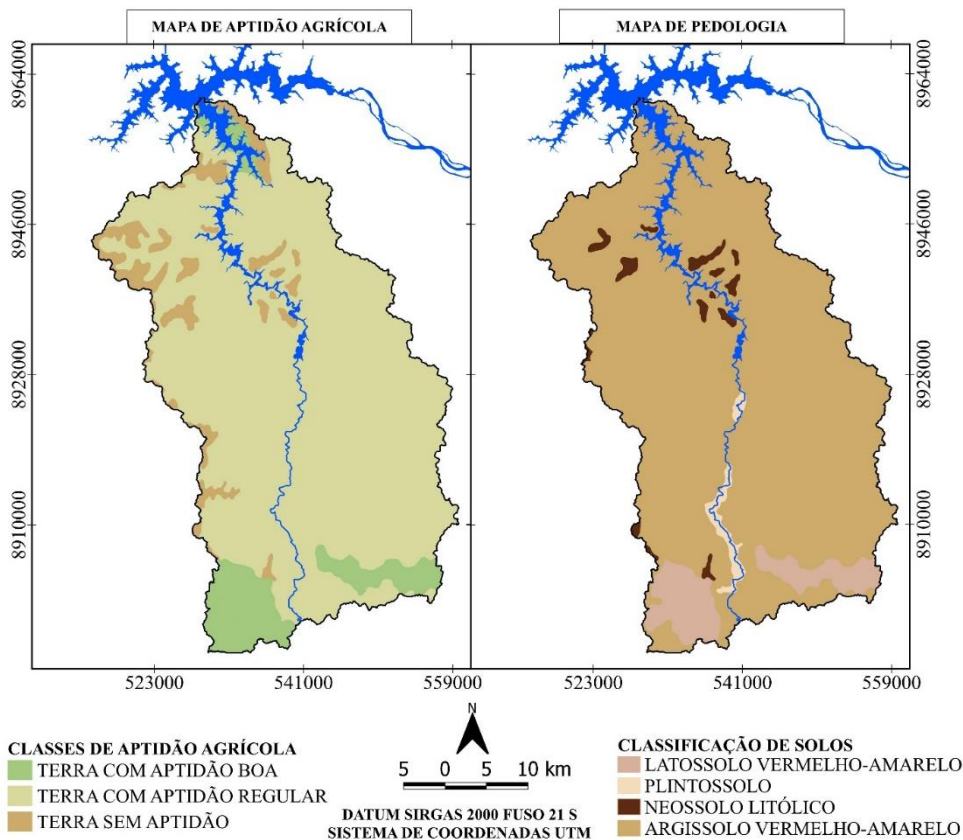 MAPA DE APTIDÃO AGRÍCOLA
MAPA DE PEDOLOGIA
8964000
8946000
8928000
8910000
8964000
8946000
8928000
8910000
523000
541000
559000
523000
541000
559000
CLASSES DE APTIDÃO AGRÍCOLA
TERRA COM APTIDÃO BOA
TERRA COM APTIDÃO REGULAR
TERRA SEM APTIDÃO
N
5 0 5 10 km
DATUM SIRGAS 2000 FUSO 21 S
SISTEMA DE COORDENADAS UTM
CLASSIFICAÇÃO DE SOLOS
LATOSSOLO VERMELHO-AMARELO
PLINTOSSOLO
NEOSSOLO LITÓLICO
ARGISSOLO VERMELHO-AMARELO